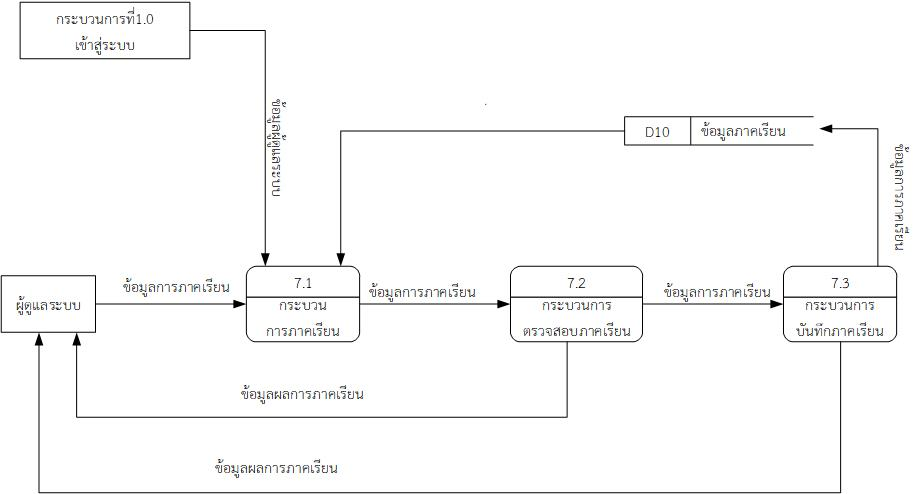 กระบวนการที่1.0
เข้าสู่ระบบ
ข้อมูลผู้ดูแลระบบ
D10
ข้อมูลภาคเรียน
ข้อมูลการภาคเรียน
ผู้ดูแลระบบ
ข้อมูลการภาคเรียน
7.1
กระบวน
การภาคเรียน
ข้อมูลการภาคเรียน
7.2
กระบวนการ
ตรวจสอบภาคเรียน
ข้อมูลการภาคเรียน
7.3
กระบวนการ
บันทึกภาคเรียน
ข้อมูลผลการภาคเรียน
ข้อมูลผลการภาคเรียน